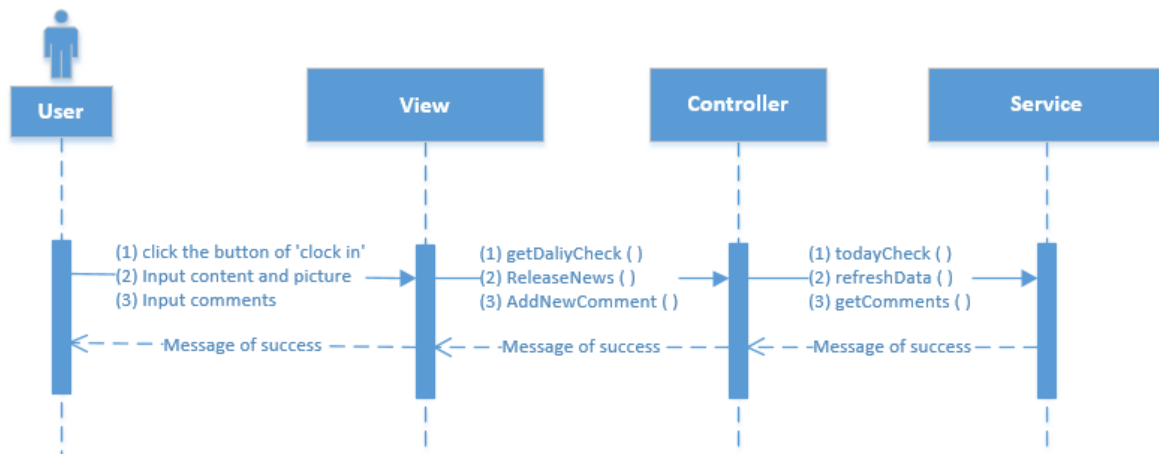 User
View
Controller
Service
(1) click the button of 'clock in'
(2) Input content and picture
(3) Input comments
(1) getDaliyCheck ( )
(2) ReleaseNews ( )
(3) AddNewComment ( )
(1) todayCheck ( )
(2) refreshData ( )
(3) getComments ( )
Message of success
Message of success
Message of success